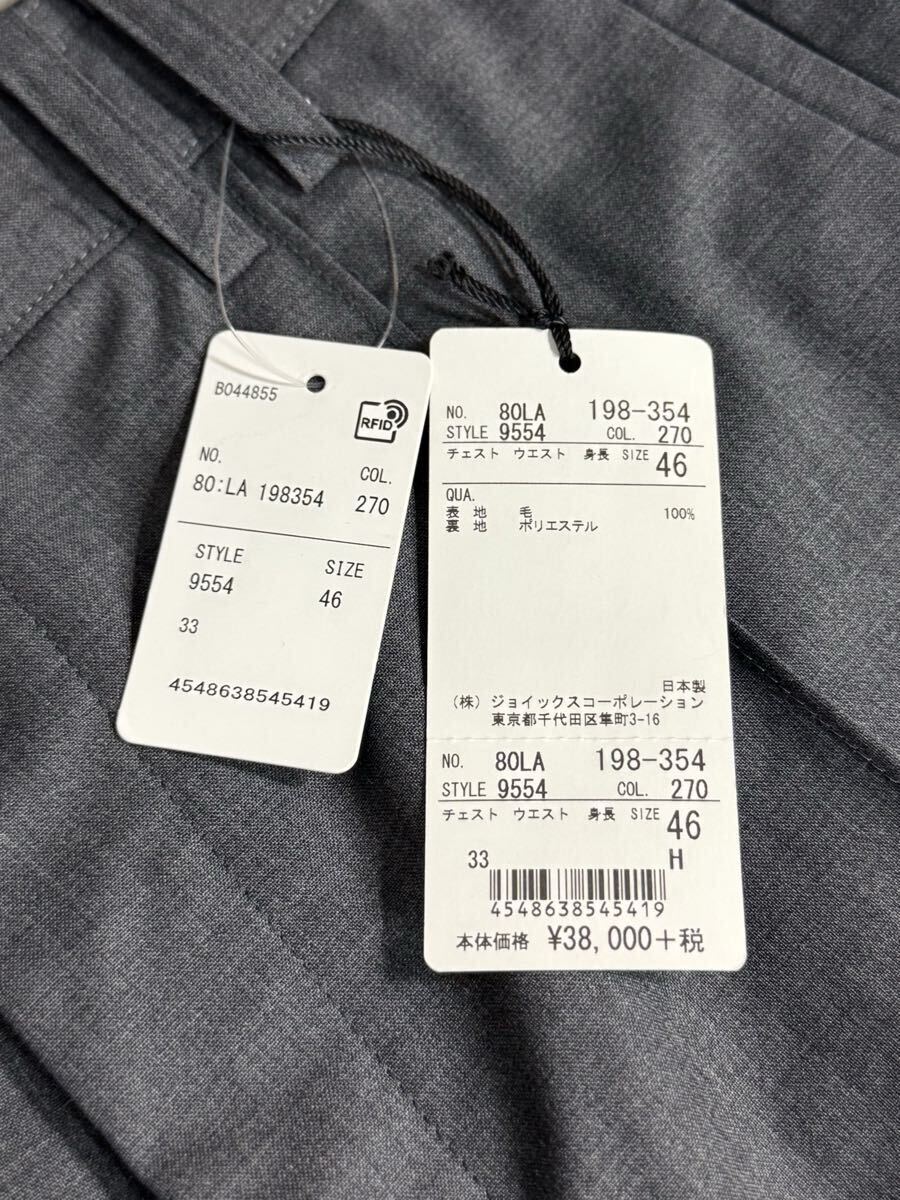 B044855
RFID
NO. COL.
80:LA 198354 270
STYLE SIZE
9554 46
33
4548638545419
NO. 80LA 198-354
STYLE 9554 COL. 270
チェスト ウエスト 身長 SIZE 46
QUA.
表 地 毛 100%
裏 地 ポリエステル
日本製
(株) ジョイックスコーポレーション
東京都千代田区隼町3-16
NO. 80LA 198-354
STYLE 9554 COL. 270
チェスト ウエスト 身長 SIZE 46
33 H
4548638545419
本体価格 ¥38,000+税